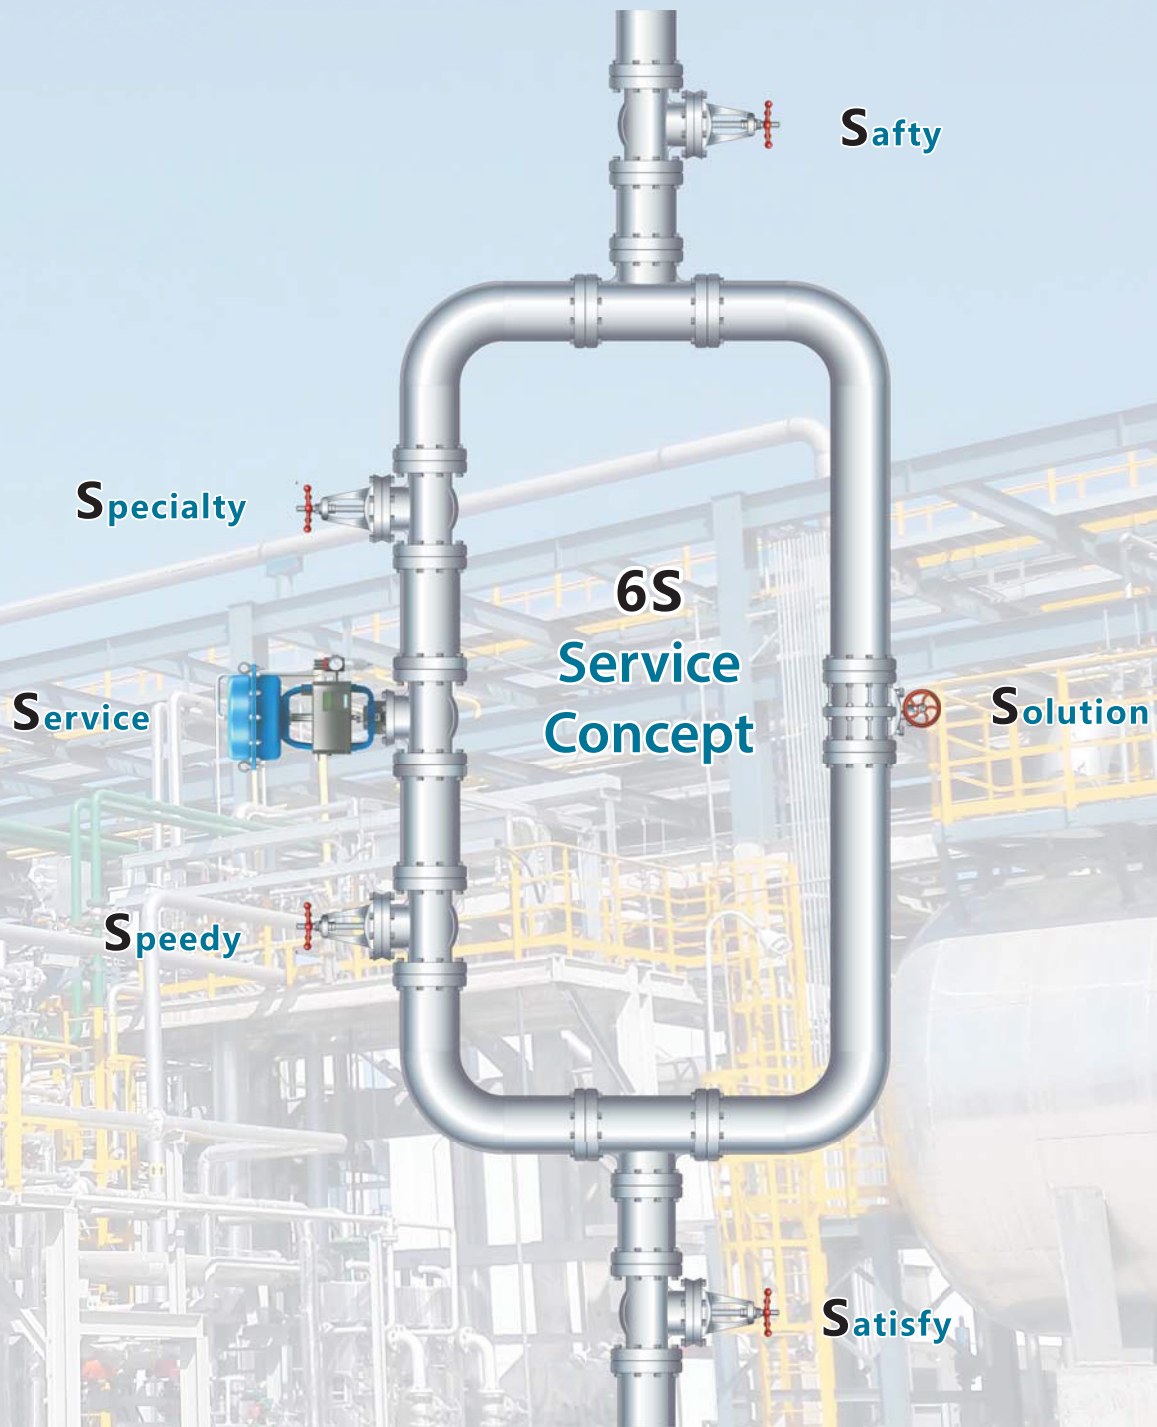 Safty
Specialty
6S
Service
Concept
Service
Solution
Speedy
Satisfy